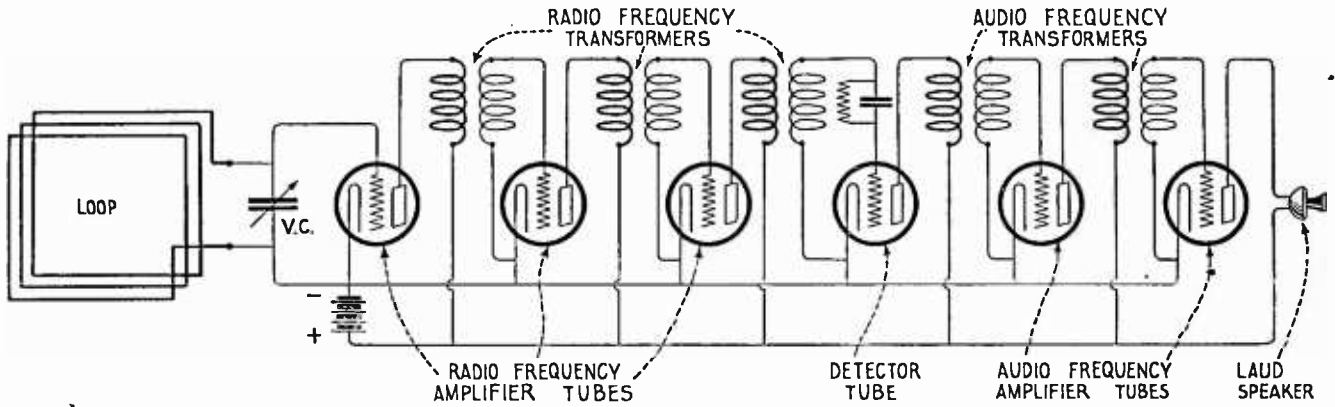 RADIO FREQUENCY
TRANSFORMERS
AUDIO FREQUENCY
TRANSFORMERS
LOOP
V.C.
-
+
RADIO FREQUENCY
AMPLIFIER TUBES
DETECTOR
TUBE
AUDIO FREQUENCY
AMPLIFIER TUBES
LAUD
SPEAKER